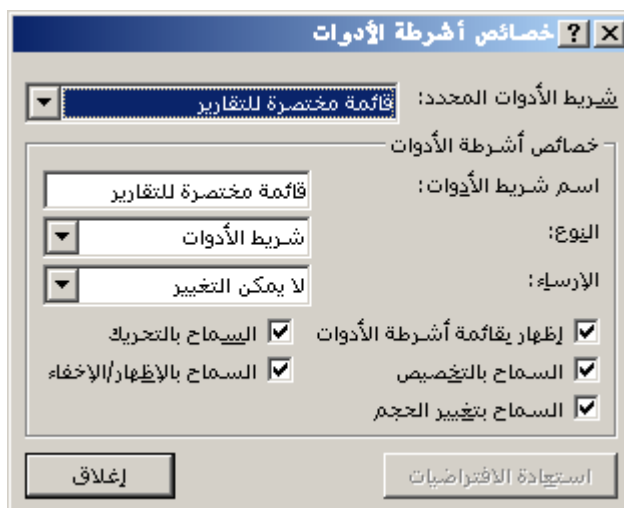 خصائص أشرطة الأدوات
شريط الأدوات المحدد: قائمة مختصرة للتقارير
خصائص أشرطة الأدوات
اسم شريط الأدوات: قائمة مختصرة للتقارير
النوع: شريط الأدوات
الإرساء: لا يمكن التغيير
إظهار بقائمة أشرطة الأدوات السماح بالتحريك
السماح بالتخصيص السماح بالإظهار/الإخفاء
السماح بتغيير الحجم
استعادة الافتراضيات إغلاق